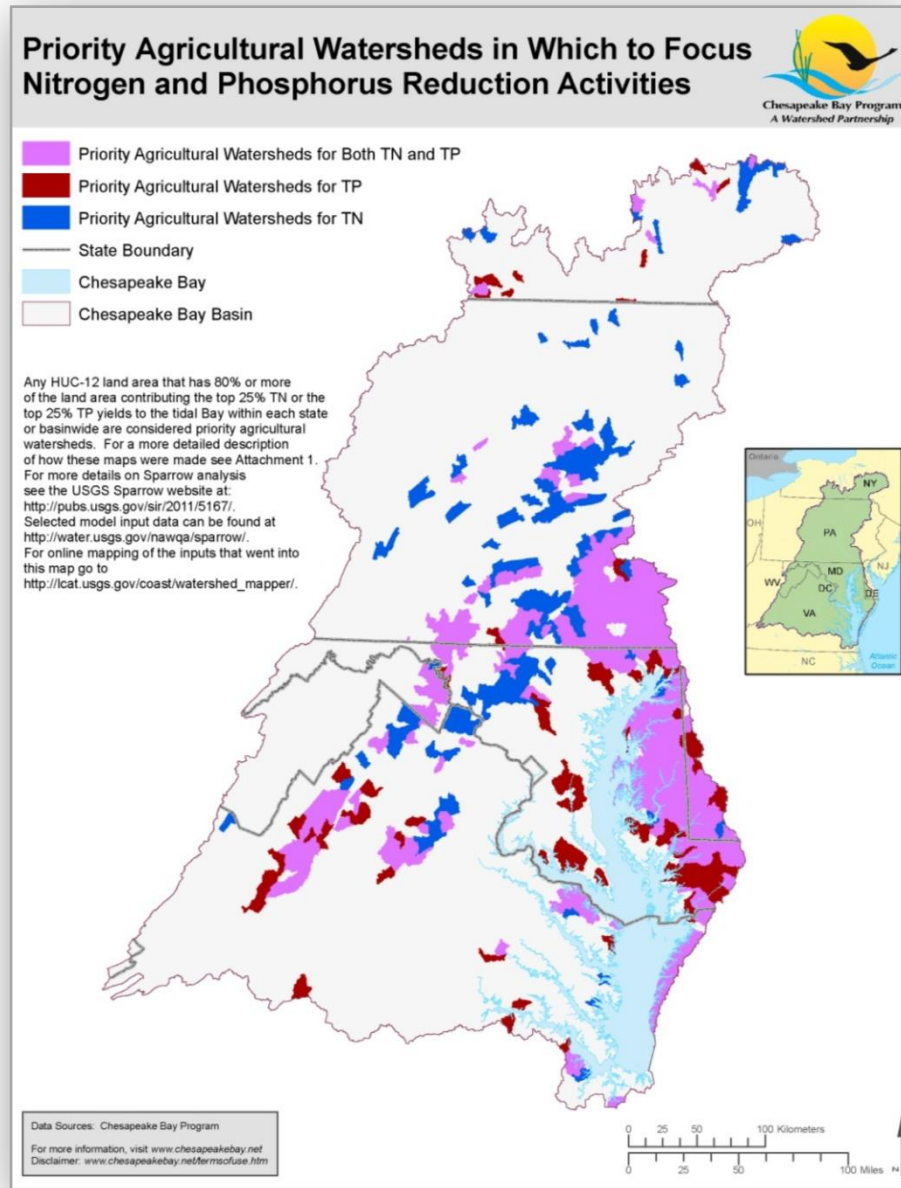 Priority Agricultural Watersheds in Which to Focus
Nitrogen and Phosphorus Reduction Activities
Chesapeake Bay Program
A Watershed Partnership
Priority Agricultural Watersheds for Both TN and TP
Priority Agricultural Watersheds for TP
Priority Agricultural Watersheds for TN
State Boundary
Chesapeake Bay
Chesapeake Bay Basin
Any HUC-12 land area that has 80% or more
of the land area contributing the top 25% TN or the
top 25% TP yields to the tidal Bay within each state
or basinwide are considered priority agricultural
watersheds. For a more detailed description
of how these maps were made see Attachment 1.
For more details on Sparrow analysis
see the USGS Sparrow website at:
http://pubs.usgs.gov/sir/2011/5167/.
Selected model input data can be found at
http://water.usgs.gov/nawqa/sparrow/.
For online mapping of the inputs that went into
this map go to
http://lcat.usgs.gov/coast/watershed_mapper/.
Ontario
NY
PA
OH
NJ
MD
WV
DC
DE
VA
NC
Atlantic
Ocean
Data Sources: Chesapeake Bay Program
For more information, visit www.chesapeakebay.net
Disclaimer: www.chesapeakebay.net/termsofuse.htm
0 25 50 100 Kilometers
0 25 50 100 Miles
N